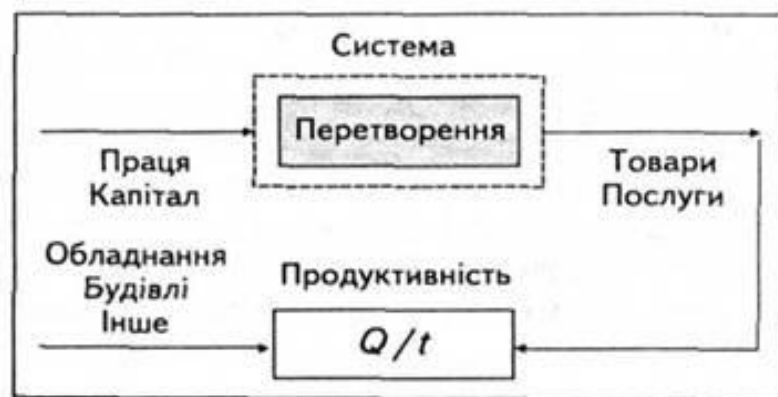 Система
Перетворення
Праця
Капітал
Товари
Послуги
Обладнання
Будівлі
Інше
Продуктивність
Q/t